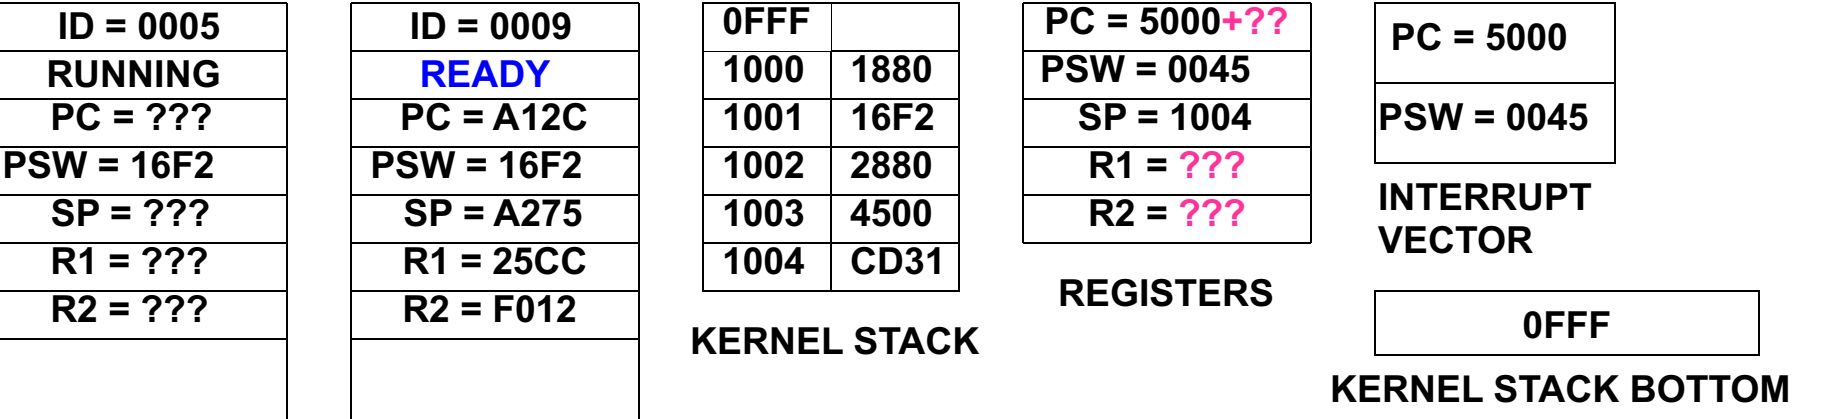 ID = 0005
RUNNING
PC = ???
PSW = 16F2
SP = ???
R1 = ???
R2 = ???
ID = 0009
READY
PC = A12C
PSW = 16F2
SP = A275
R1 = 25CC
R2 = F012
0FFF
1000 1880
1001 16F2
1002 2880
1003 4500
1004 CD31
KERNEL STACK
PC = 5000+??
PSW = 0045
SP = 1004
R1 = ???
R2 = ???
REGISTERS
PC = 5000
PSW = 0045
INTERRUPT
VECTOR
0FFF
KERNEL STACK BOTTOM